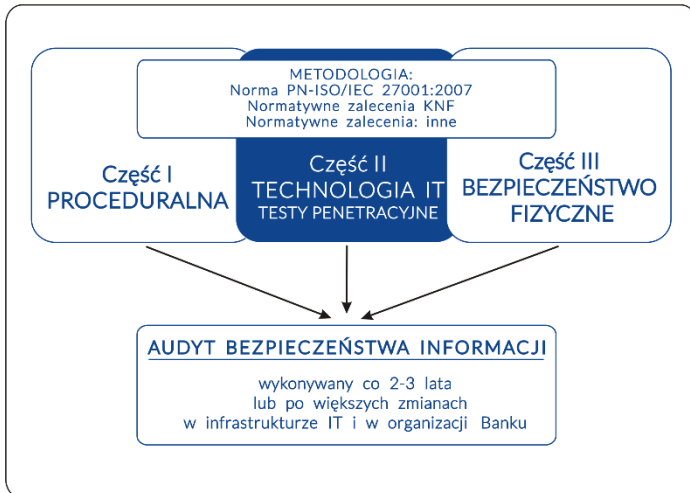 METODOLOGIA:
Norma PN-ISO/IEC 27001:2007
Normatywne zalecenia KNF
Normatywne zalecenia: inne
Część I
PROCEDURALNA
Część II
TECHNOLOGIA IT
TESTY PENETRACYJNE
Część III
BEZPIECZEŃSTWO
FIZYCZNE
AUDYT BEZPIECZEŃSTWA INFORMACJI
wykonywany co 2-3 lata
lub po większych zmianach
w infrastrukturze IT i w organizacji Banku